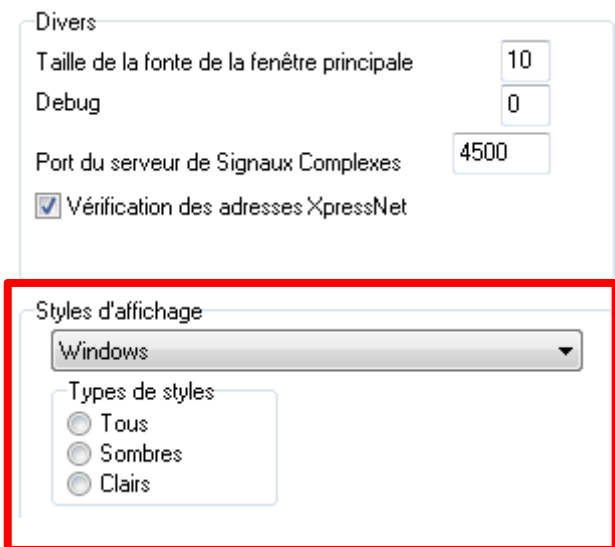 Divers
Taille de la fonte de la fenêtre principale 10
Debug 0
Port du serveur de Signaux Complexes 4500
Vérification des adresses XpressNet
Styles d'affichage
Windows
Types de styles
Tous
Sombres
Clairs